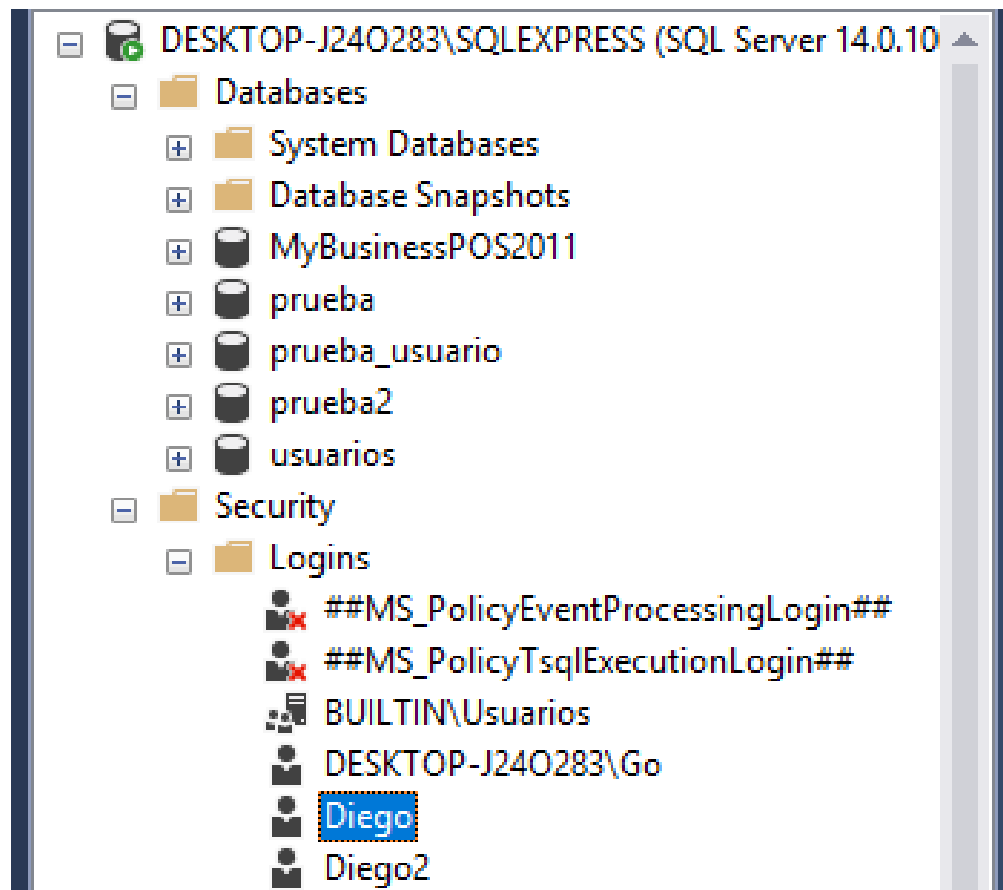 DESKTOP-J24O283\SQLEXPRESS (SQL Server 14.0.10
Databases
System Databases
Database Snapshots
MyBusinessPOS2011
prueba
prueba_usuario
prueba2
usuarios
Security
Logins
##MS_PolicyEventProcessingLogin##
##MS_PolicyTsqlExecutionLogin##
BUILTIN\Usuarios
DESKTOP-J24O283\Go
Diego
Diego2